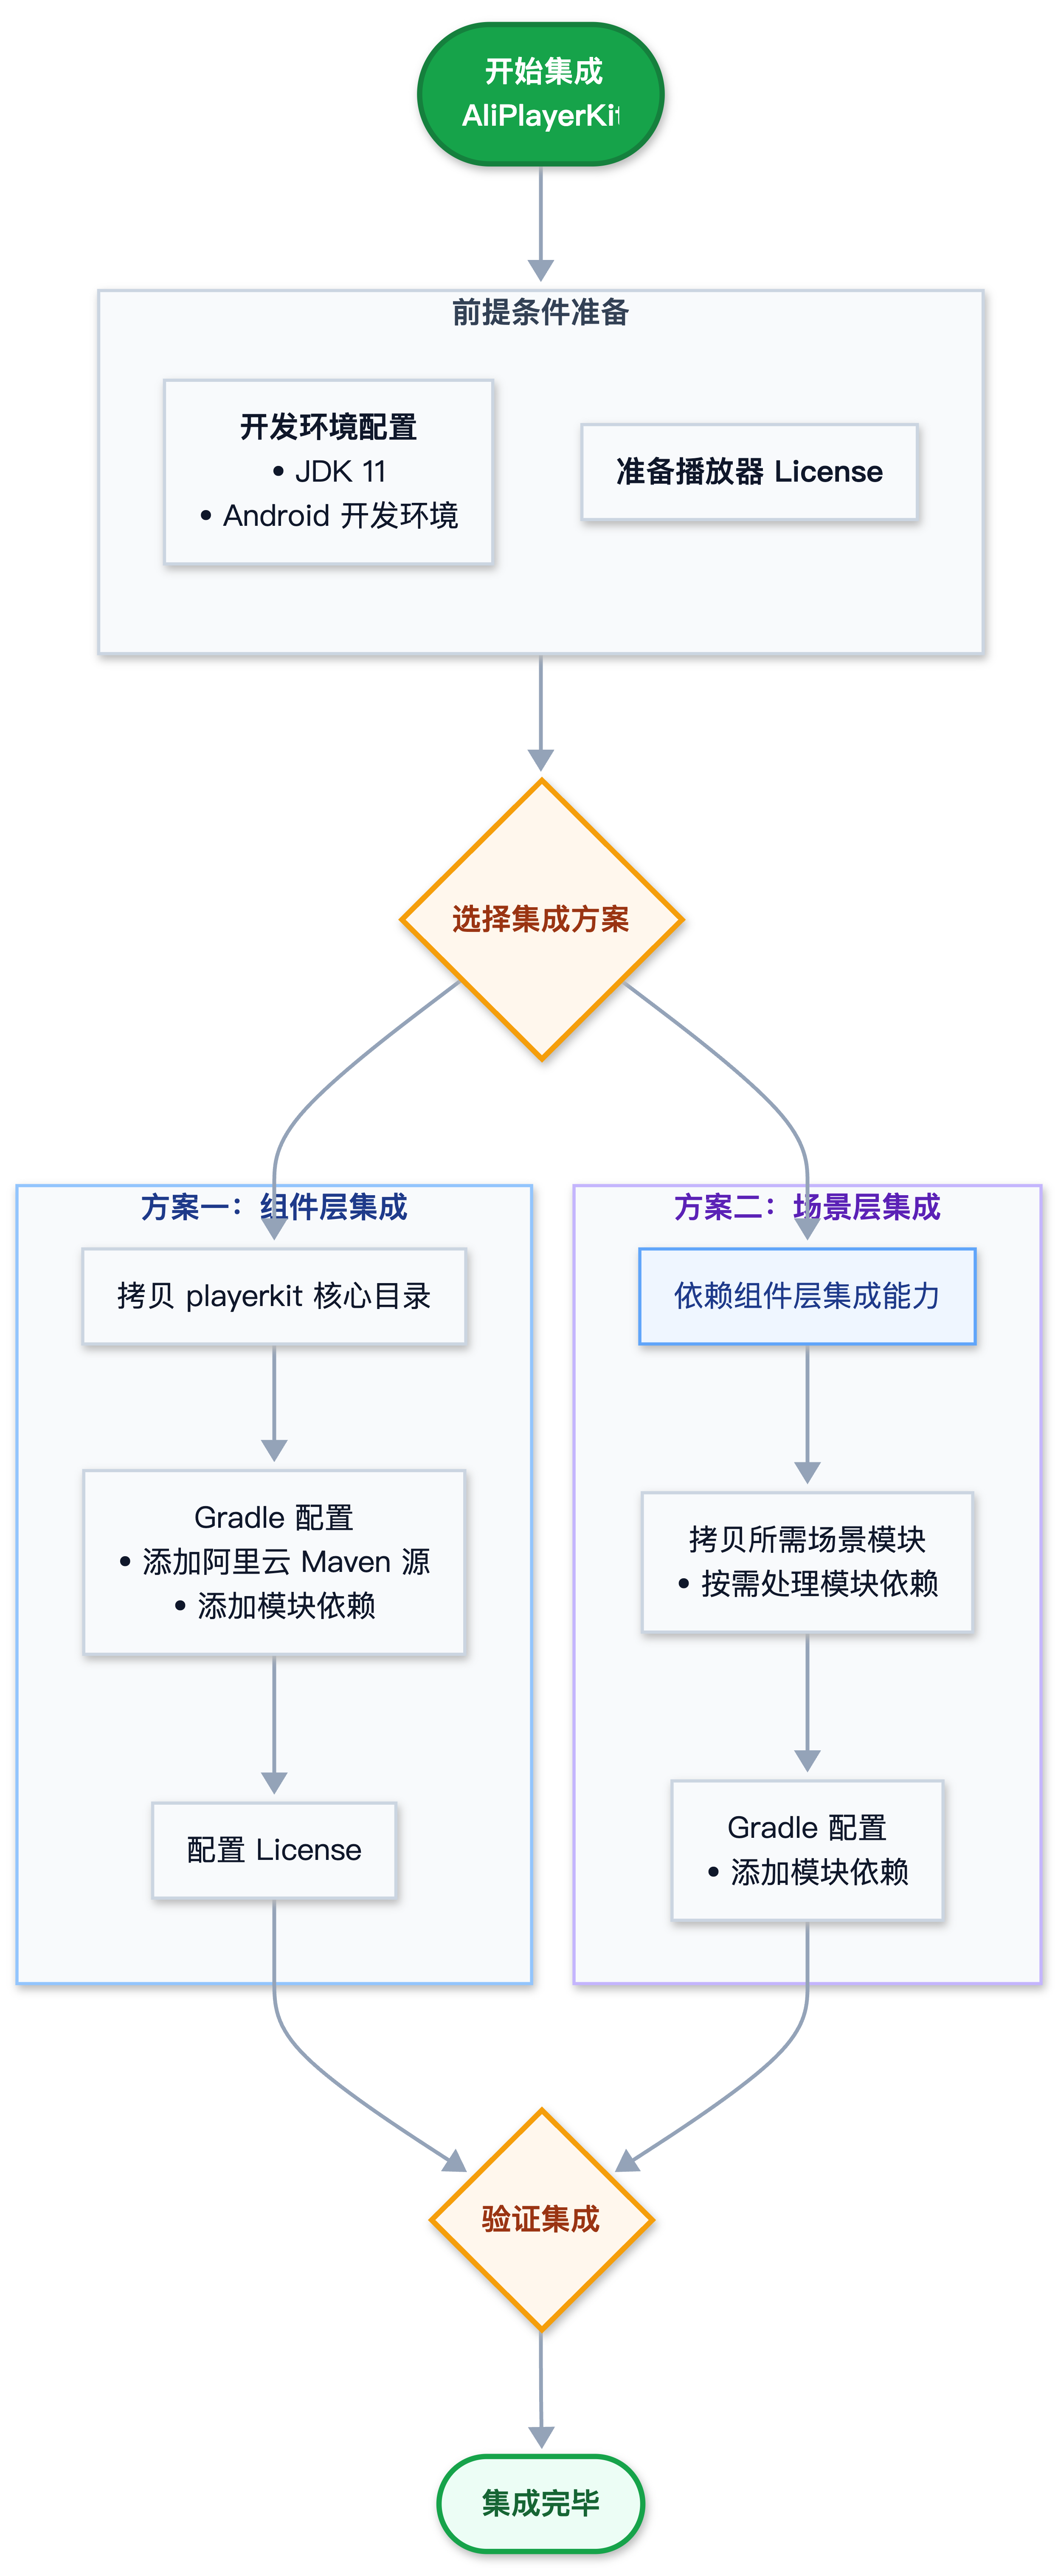 开始集成
AliPlayerKit
前提条件准备
开发环境配置
• JDK 11
• Android 开发环境
准备播放器 License
选择集成方案
方案一：组件层集成
拷贝 playerkit 核心目录
Gradle 配置
• 添加阿里云 Maven 源
• 添加模块依赖
配置 License
方案二：场景层集成
依赖组件层集成能力
拷贝所需场景模块
• 按需处理模块依赖
Gradle 配置
• 添加模块依赖
验证集成
集成完毕